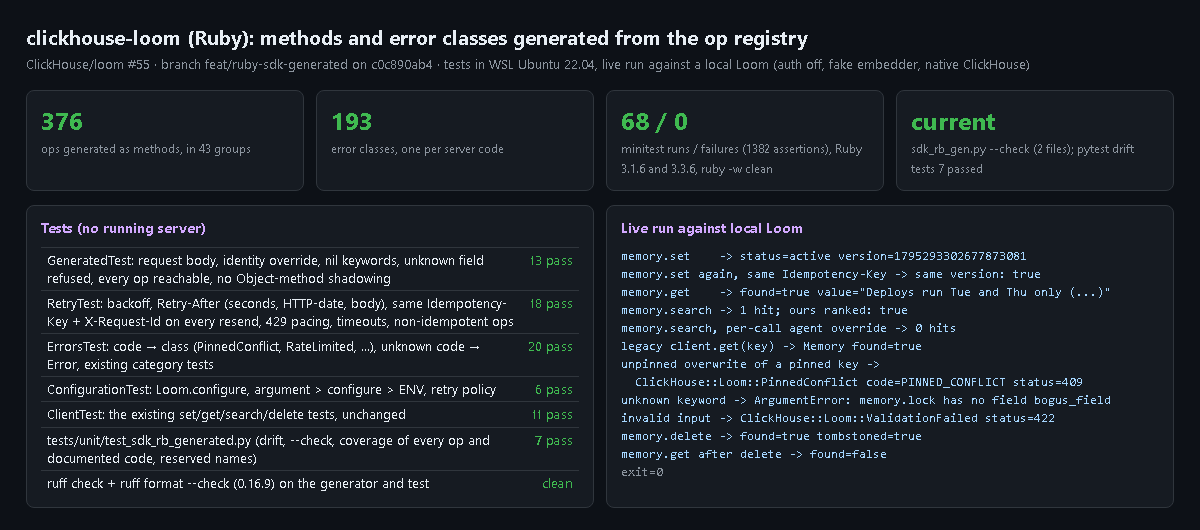 clickhouse-loom (Ruby): methods and error classes generated from the op registry
ClickHouse/loom #55 · branch feat/ruby-sdk-generated on c0c890ab4 · tests in WSL Ubuntu 22.04, live run against a local Loom (auth off, fake embedder, native ClickHouse)
376
ops generated as methods, in 43 groups
193
error classes, one per server code
68 / 0
minitest runs / failures (1382 assertions), Ruby
3.1.6 and 3.3.6, ruby -w clean
current
sdk_rb_gen.py --check (2 files); pytest drift
tests 7 passed
Tests (no running server)
GeneratedTest: request body, identity override, nil keywords, unknown field
refused, every op reachable, no Object-method shadowing
13 pass
RetryTest: backoff, Retry-After (seconds, HTTP-date, body), same Idempotency-
Key + X-Request-Id on every resend, 429 pacing, timeouts, non-idempotent ops
18 pass
ErrorsTest: code → class (PinnedConflict, RateLimited, ...), unknown code →
Error, existing category tests
20 pass
ConfigurationTest: Loom.configure, argument > configure > ENV, retry policy
6 pass
ClientTest: the existing set/get/search/delete tests, unchanged
11 pass
tests/unit/test_sdk_rb_generated.py (drift, --check, coverage of every op and
documented code, reserved names)
7 pass
ruff check + ruff format --check (0.16.9) on the generator and test
clean
Live run against local Loom
memory.set    -> status=active version=1795293302677873081
memory.set again, same Idempotency-Key -> same version: true
memory.get    -> found=true value="Deploys run Tue and Thu only (...)"
memory.search -> 1 hit; ours ranked: true
memory.search, per-call agent override -> 0 hits
legacy client.get(key) -> Memory found=true
unpinned overwrite of a pinned key ->
  ClickHouse::Loom::PinnedConflict code=PINNED_CONFLICT status=409
unknown keyword -> ArgumentError: memory.lock has no field bogus_field
invalid input -> ClickHouse::Loom::ValidationFailed status=422
memory.delete -> found=true tombstoned=true
memory.get after delete -> found=false
exit=0